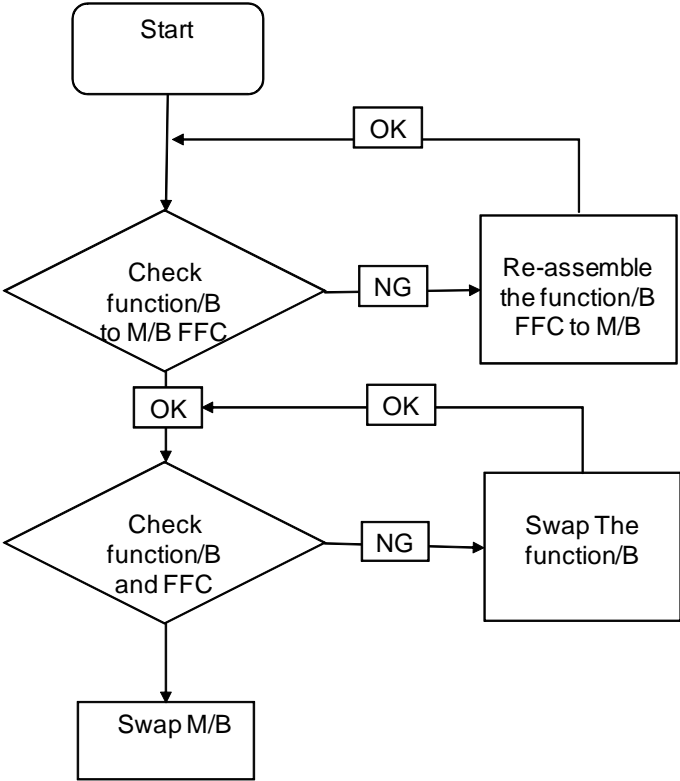 Start
OK
Check
function/B
to M/B FFC
NG
Re-assemble
the function/B
FFC to M/B
OK
OK
Check
function/B
and FFC
NG
Swap The
function/B
Swap M/B